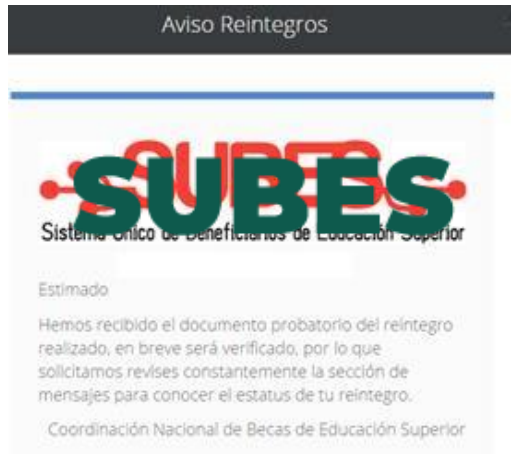 Aviso Reintegros
SUBES
SUBES
Sistema Único de Beneficiarios de Educación Superior
Estimado
Hemos recibido el documento probatorio del reintegro
realizado, en breve será verificado, por lo que
solicitamos revises constantemente la sección de
mensajes para conocer el estatus de tu reintegro.
Coordinación Nacional de Becas de Educación Superior